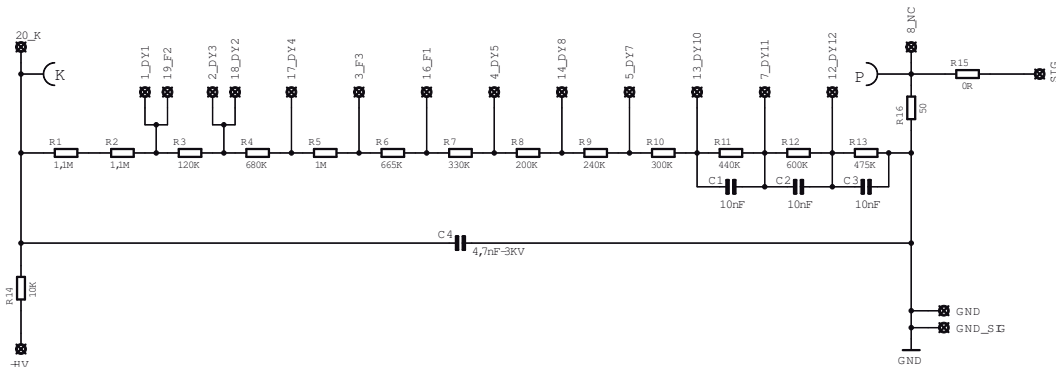 20_K
K
1_DY1
19_F2
2_DY3
18_DY2
17_DY4
3_F3
16_F1
4_DY5
14_DY8
5_DY7
13_DY10
7_DY11
12_DY12
8_NC
P
R15
0R
SIG
R16
50
R1
1,1M
R2
1,1M
R3
120K
R4
680K
R5
1M
R6
665K
R7
330K
R8
200K
R9
240K
R10
300K
R11
440K
R12
600K
R13
475K
C1
10nF
C2
10nF
C3
10nF
C4
4,7nF-3KV
R14
10K
-HV
GND
GND_SIG
GND